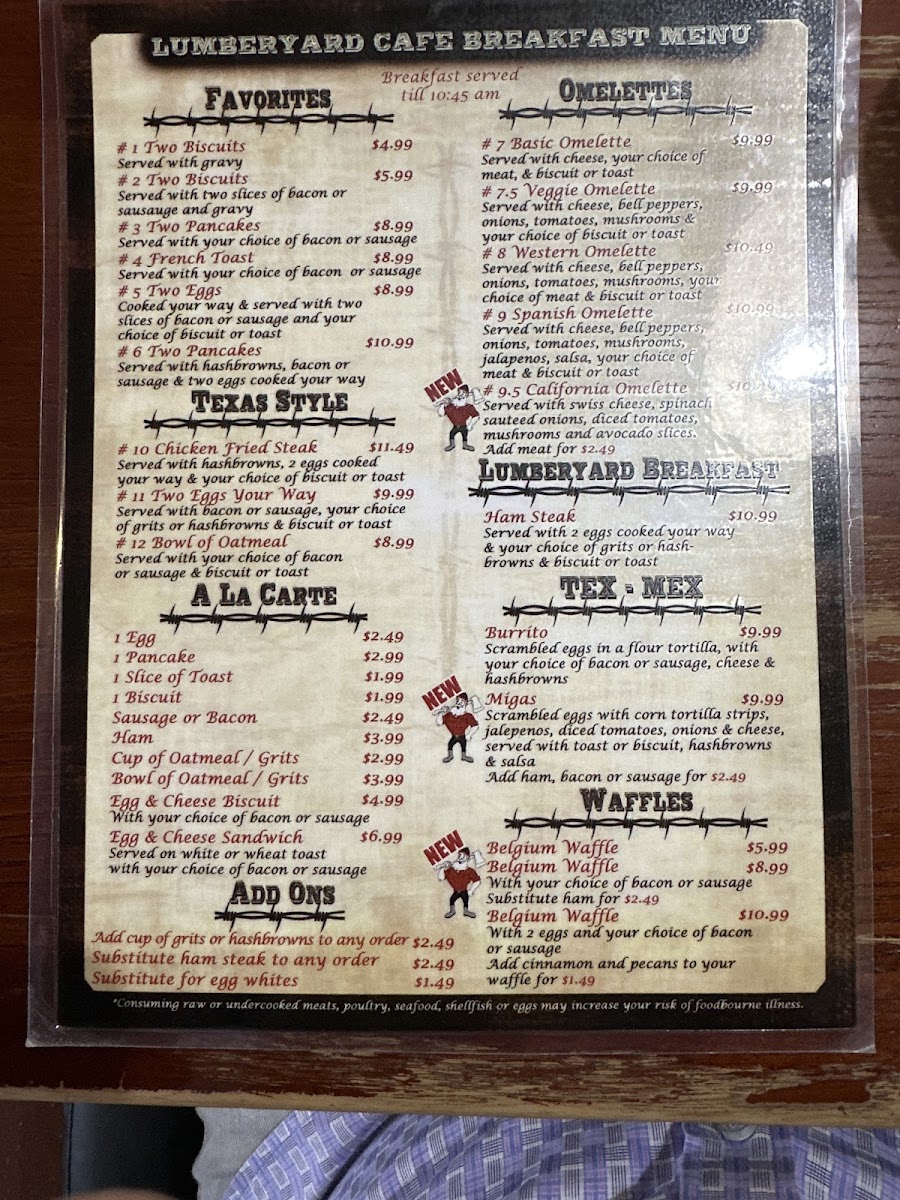 LUMBERYARD CAFE BREAKFAST MENU
Breakfast served
till 10:45 am
FAVORITES
# 1 Two Biscuits $4.99
Served with gravy
# 2 Two Biscuits $5.99
Served with two slices of bacon or
sausauge and gravy
# 3 Two Pancakes $8.99
Served with your choice of bacon or sausage
# 4 French Toast $8.99
Served with your choice of bacon or sausage
# 5 Two Eggs $8.99
Cooked your way & served with two
slices of bacon or sausage and your
choice of biscuit or toast
# 6 Two Pancakes $10.99
Served with hashbrowns, bacon or
sausage & two eggs cooked your way
TEXAS STYLE
# 10 Chicken Fried Steak $11.49
Served with hashbrowns, 2 eggs cooked
your way & your choice of biscuit or toast
# 11 Two Eggs Your Way $9.99
Served with bacon or sausage, your choice
of grits or hashbrowns & biscuit or toast
# 12 Bowl of Oatmeal $8.99
Served with your choice of bacon
or sausage & biscuit or toast
A LA CARTE
1 Egg $2.49
1 Pancake $2.99
1 Slice of Toast $1.99
1 Biscuit $1.99
Sausage or Bacon $2.49
Ham $3.99
Cup of Oatmeal / Grits $2.99
Bowl of Oatmeal / Grits $3.99
Egg & Cheese Biscuit $4.99
With your choice of bacon or sausage
Egg & Cheese Sandwich $6.99
Served on white or wheat toast
with your choice of bacon or sausage
ADD ONS
Add cup of grits or hashbrowns to any order $2.49
Substitute ham steak to any order $2.49
Substitute for egg whites $1.49
OMELETTES
# 7 Basic Omelette $9.99
Served with cheese, your choice of
meat, & biscuit or toast
# 7.5 Veggie Omelette $9.99
Served with cheese, bell peppers,
onions, tomatoes, mushrooms &
your choice of biscuit or toast
# 8 Western Omelette $10.49
Served with cheese, bell peppers,
onions, tomatoes, mushrooms, your
choice of meat & biscuit or toast
# 9 Spanish Omelette $10.99
Served with cheese, bell peppers,
onions, tomatoes, mushrooms,
jalapenos, salsa, your choice of
meat & biscuit or toast
NEW
# 9.5 California Omelette
Served with swiss cheese, spinach
sauteed onions, diced tomatoes,
mushrooms and avocado slices.
Add meat for $2.49
LUMBERYARD BREAKFAST
Ham Steak $10.99
Served with 2 eggs cooked your way
& your choice of grits or hash-
browns & biscuit or toast
TEX - MEX
Burrito $9.99
Scrambled eggs in a flour tortilla, with
your choice of bacon or sausage, cheese &
hashbrowns
NEW
Migas $9.99
Scrambled eggs with corn tortilla strips,
jalepenos, diced tomatoes, onions & cheese,
served with toast or biscuit, hashbrowns
& salsa
Add ham, bacon or sausage for $2.49
WAFFLES
NEW
Belgium Waffle $5.99
Belgium Waffle $8.99
With your choice of bacon or sausage
Substitute ham for $2.49
Belgium Waffle $10.99
With 2 eggs and your choice of bacon
or sausage
Add cinnamon and pecans to your
waffle for $1.49
*Consuming raw or undercooked meats, poultry, seafood, shellfish or eggs may increase your risk of foodbourne illness.